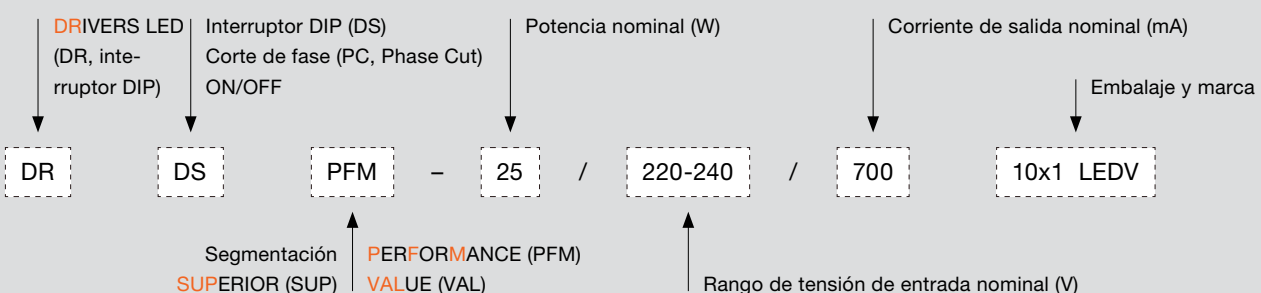 DRIVERS LED
(DR, inte-
rruptor DIP)
Interruptor DIP (DS)
Corte de fase (PC, Phase Cut)
ON/OFF
Potencia nominal (W)
Corriente de salida nominal (mA)
Embalaje y marca
DR DS PFM – 25 / 220-240 / 700 10x1 LEDV
Segmentación
SUPERIOR (SUP)
PERFORMANCE (PFM)
VALUE (VAL)
Rango de tensión de entrada nominal (V)